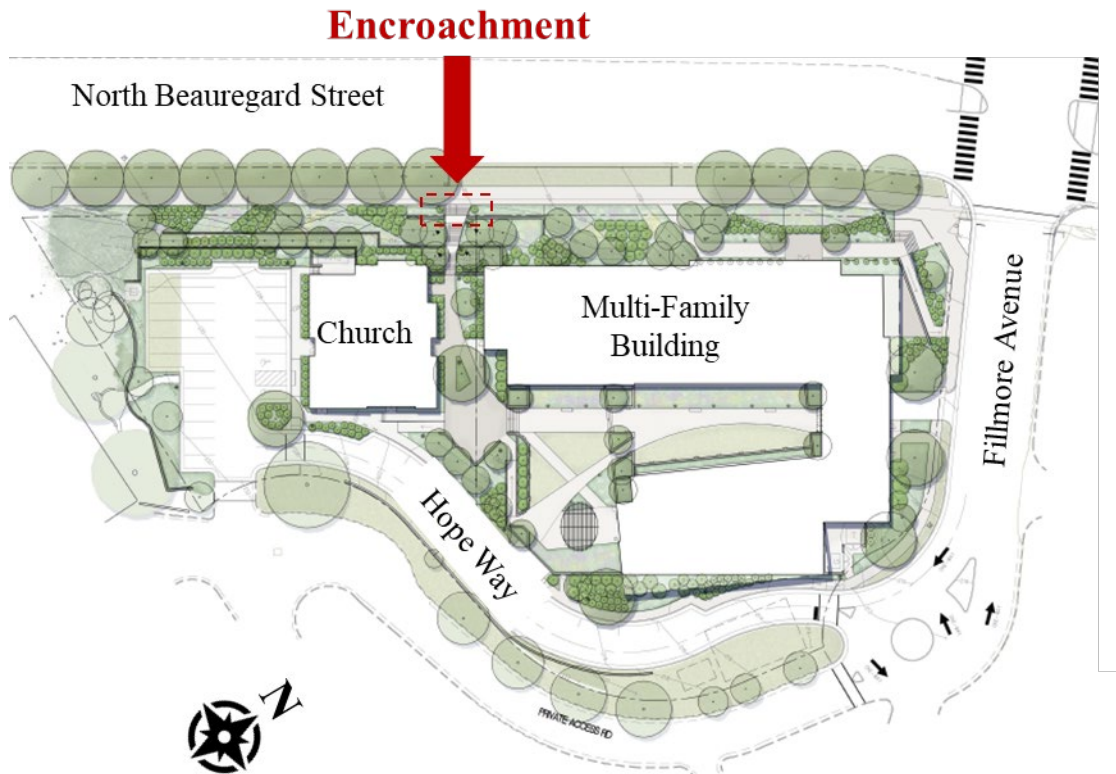 Encroachment
North Beauregard Street
Church
Multi-Family
Building
Fillmore Avenue
Hope Way
N
PRIVATE ACCESS RD